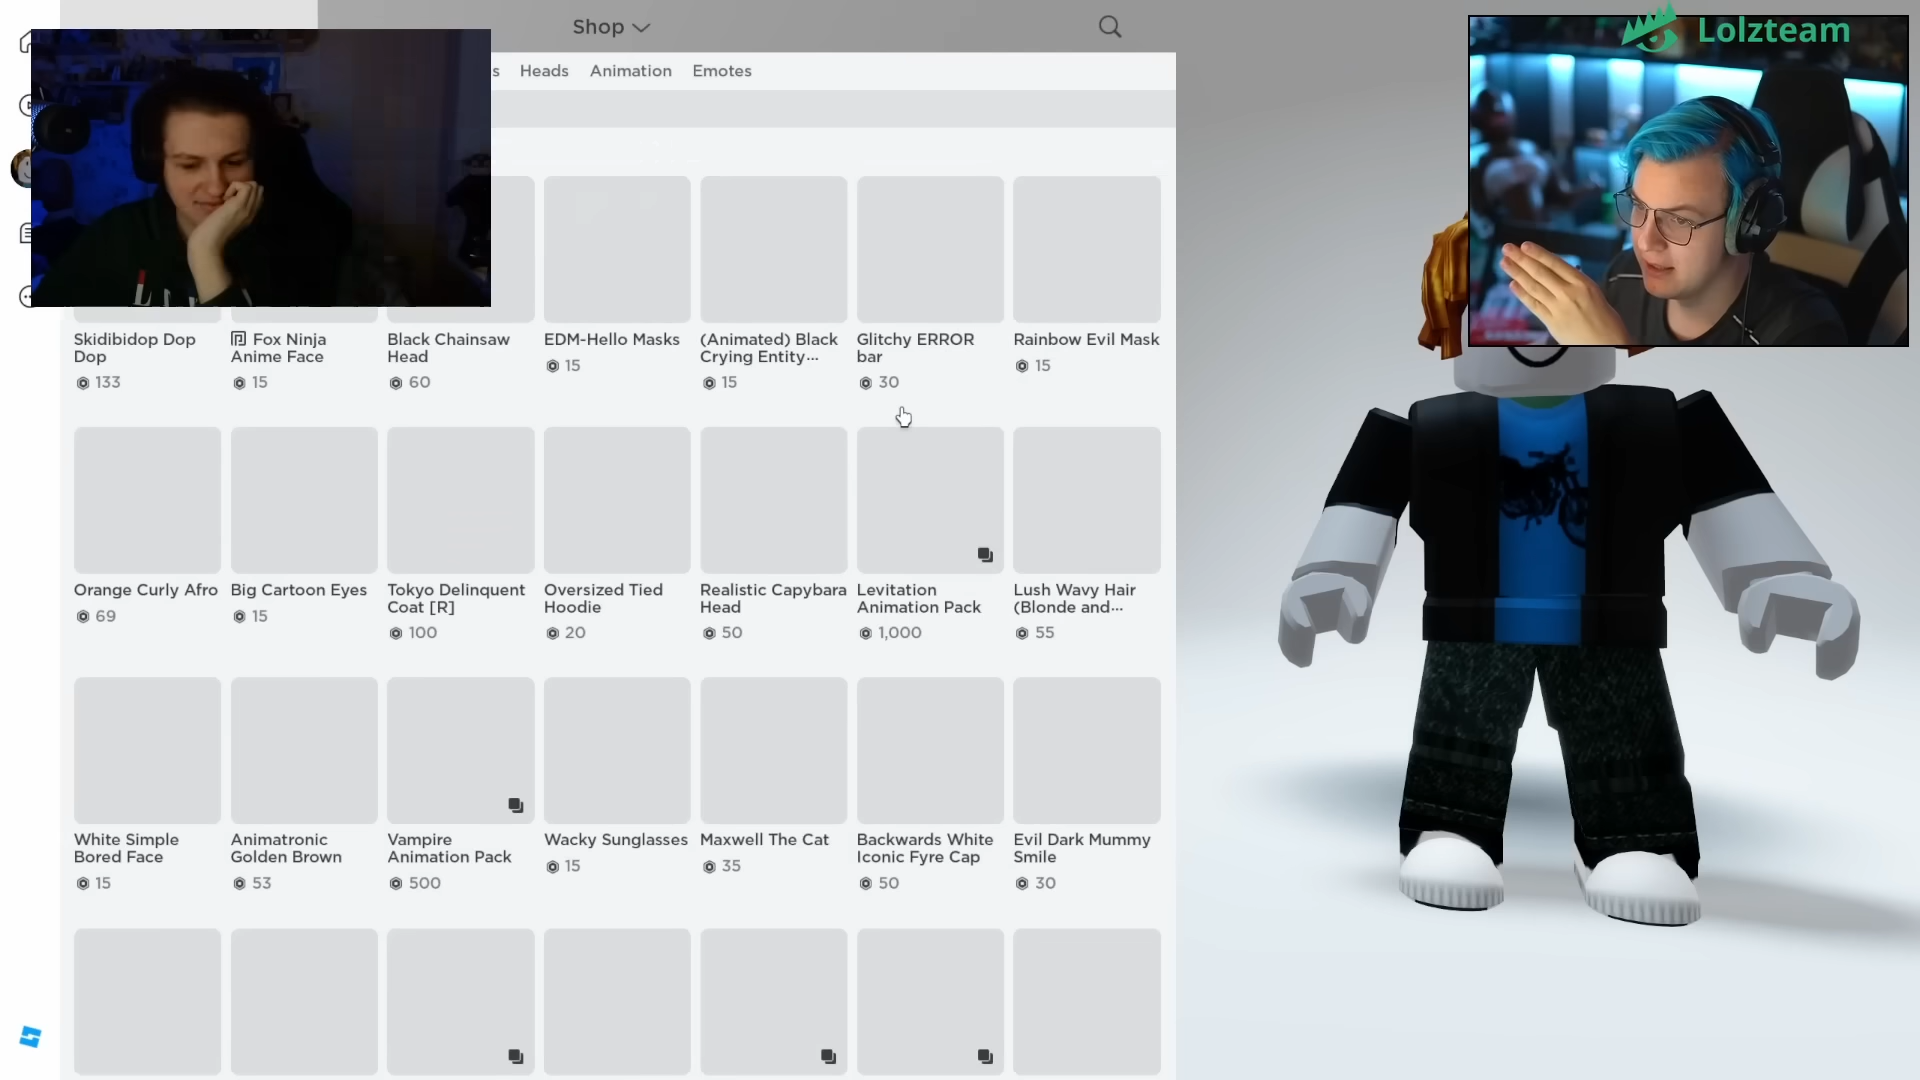 Shop
Lolzteam
s Heads Animation Emotes
Skidibidop Dop
Dop
133
Fox Ninja
Anime Face
15
Black Chainsaw
Head
60
EDM-Hello Masks
15
(Animated) Black
Crying Entity...
15
Glitchy ERROR
bar
30
Rainbow Evil Mask
15
Orange Curly Afro
69
Big Cartoon Eyes
15
Tokyo Delinquent
Coat [R]
100
Oversized Tied
Hoodie
20
Realistic Capybara
Head
50
Levitation
Animation Pack
1,000
Lush Wavy Hair
(Blonde and...
55
White Simple
Bored Face
15
Animatronic
Golden Brown
53
Vampire
Animation Pack
500
Wacky Sunglasses
15
Maxwell The Cat
35
Backwards White
Iconic Fyre Cap
50
Evil Dark Mummy
Smile
30